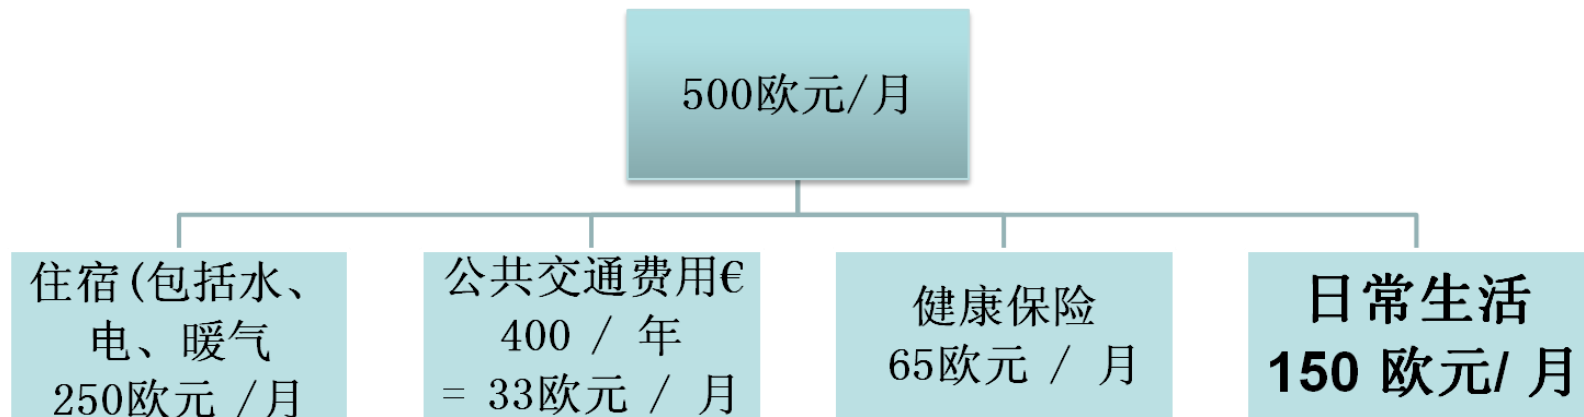 500欧元/月
住宿(包括水、
电、暖气
250欧元 /月
公共交通费用€
400 / 年
= 33欧元 / 月
健康保险
65欧元 / 月
日常生活
150 欧元/ 月